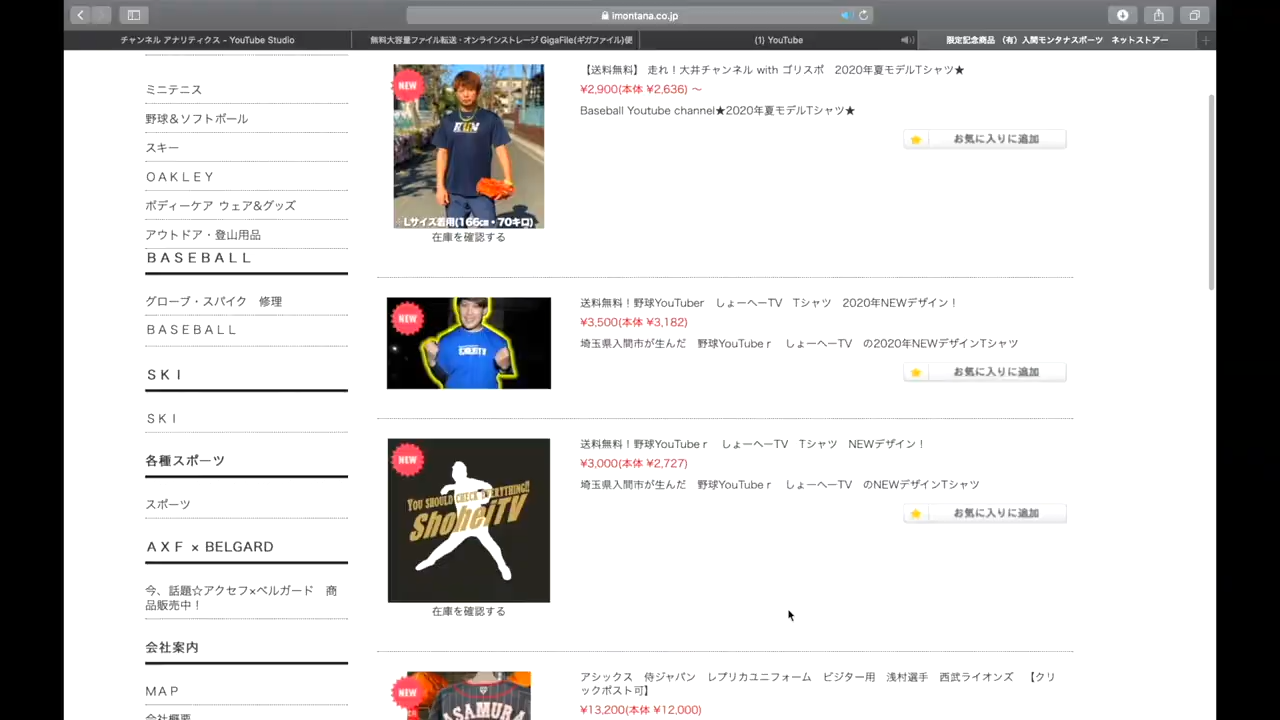 imontana.co.jp
チャンネル アナリティクス - YouTube Studio
無料大容量ファイル転送・オンラインストレージ GigaFile(ギガファイル)便
(1) YouTube
限定記念商品 （有）入間モンタナスポーツ ネットストアー
ミニテニス
野球＆ソフトボール
スキー
ＯＡＫＬＥＹ
ボディーケア ウェア&グッズ
アウトドア・登山用品
ＢＡＳＥＢＡＬＬ
グローブ・スパイク　修理
ＢＡＳＥＢＡＬＬ
ＳＫＩ
ＳＫＩ
各種スポーツ
スポーツ
ＡＸＦ × BELGARD
今、話題☆アクセフ×ベルガード　商
品販売中！
会社案内
ＭＡＰ
会社概要
NEW
Lサイズ着用(166㎝・70キロ)
在庫を確認する
【送料無料】 走れ！大井チャンネル with ゴリスポ　2020年夏モデルTシャツ★
¥2,900(本体 ¥2,636) ～
Baseball Youtube channel★2020年夏モデルTシャツ★
お気に入りに追加
NEW
送料無料！野球YouTuber　しょーへーTV　Tシャツ　2020年NEWデザイン！
¥3,500(本体 ¥3,182)
埼玉県入間市が生んだ　野球YouTubeｒ　しょーへーTV　の2020年NEWデザインTシャツ
お気に入りに追加
NEW
YOU SHOULD CHECK EVERYTHING!!
ShoheiTV
在庫を確認する
送料無料！野球YouTubeｒ　しょーへーTV　Tシャツ　NEWデザイン！
¥3,000(本体 ¥2,727)
埼玉県入間市が生んだ　野球YouTubeｒ　しょーへーTV　のNEWデザインTシャツ
お気に入りに追加
NEW
アシックス　侍ジャパン　レプリカユニフォーム　ビジター用　浅村選手　西武ライオンズ　【クリ
ックポスト可】
¥13,200(本体 ¥12,000)